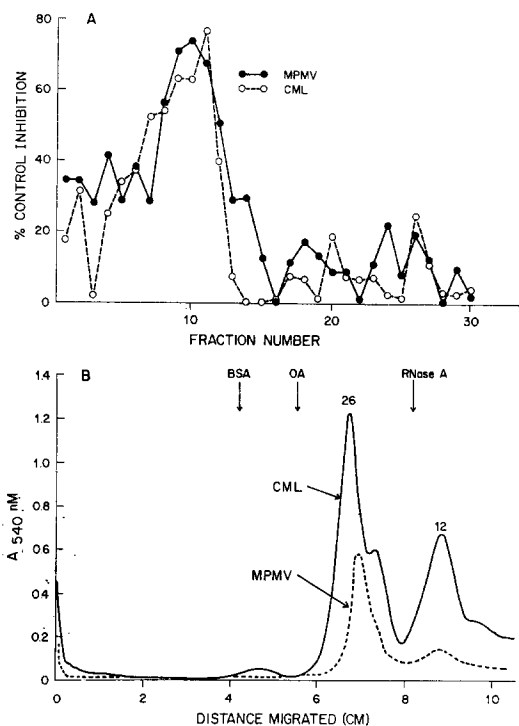 80
A
60
40
20
0
% CONTROL INHIBITION
MPMV
CML
10 20 30
FRACTION NUMBER
1.4
B
1.2
1.0
0.8
0.6
0.4
0.2
0
A 540 nM
BSA OA RNase A
26
CML
12
MPMV
0 2 4 6 8 10
DISTANCE MIGRATED (CM)